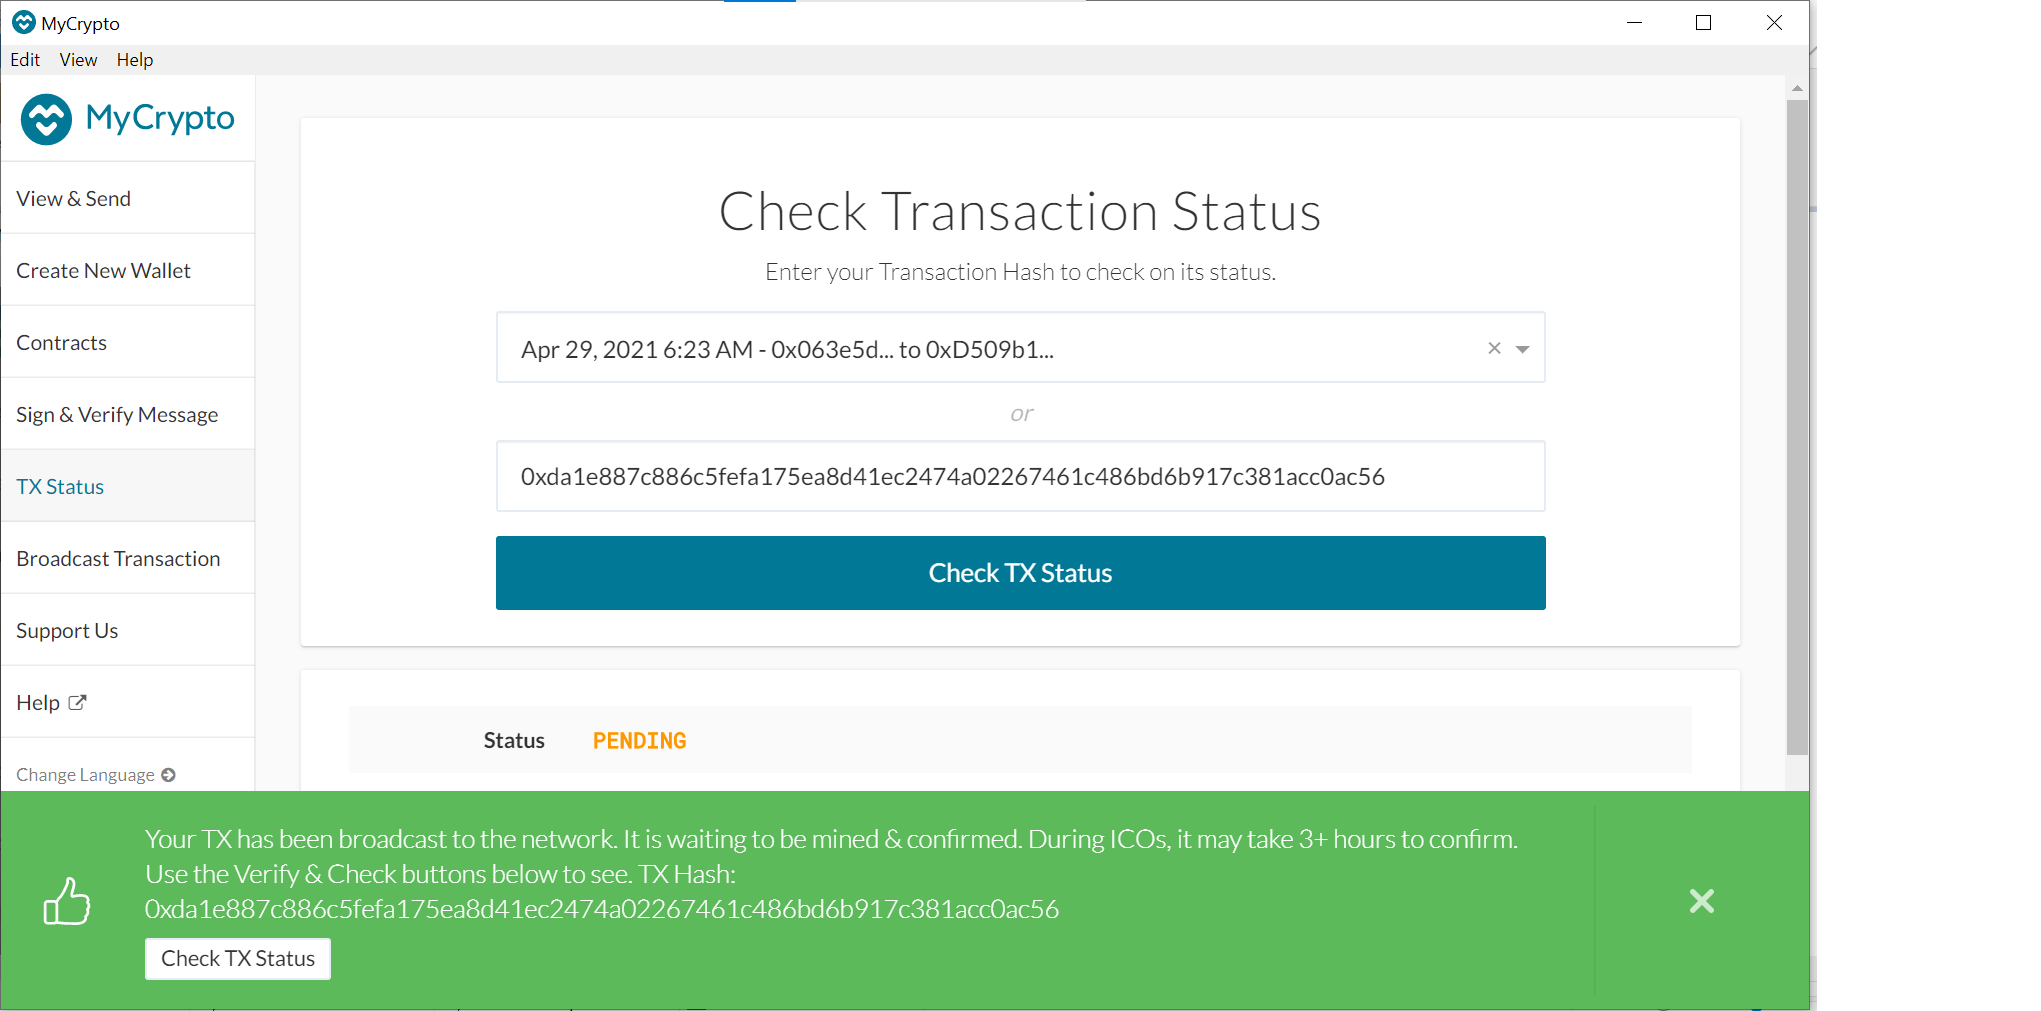 MyCrypto
Edit View Help
MyCrypto
View & Send
Create New Wallet
Contracts
Sign & Verify Message
TX Status
Broadcast Transaction
Support Us
Help
Change Language
Check Transaction Status
Enter your Transaction Hash to check on its status.
Apr 29, 2021 6:23 AM - 0x063e5d... to 0xD509b1...
or
0xda1e887c886c5fefa175ea8d41ec2474a02267461c486bd6b917c381acc0ac56
Check TX Status
Status PENDING
Your TX has been broadcast to the network. It is waiting to be mined & confirmed. During ICOs, it may take 3+ hours to confirm.
Use the Verify & Check buttons below to see. TX Hash:
0xda1e887c886c5fefa175ea8d41ec2474a02267461c486bd6b917c381acc0ac56
Check TX Status